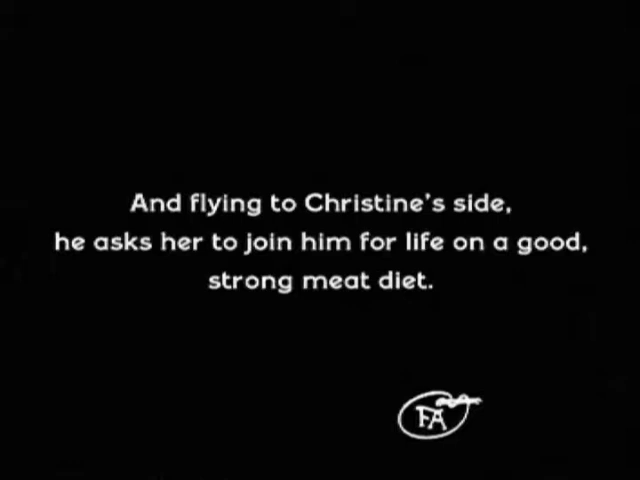 And flying to Christine's side,
he asks her to join him for life on a good,
strong meat diet.
FA